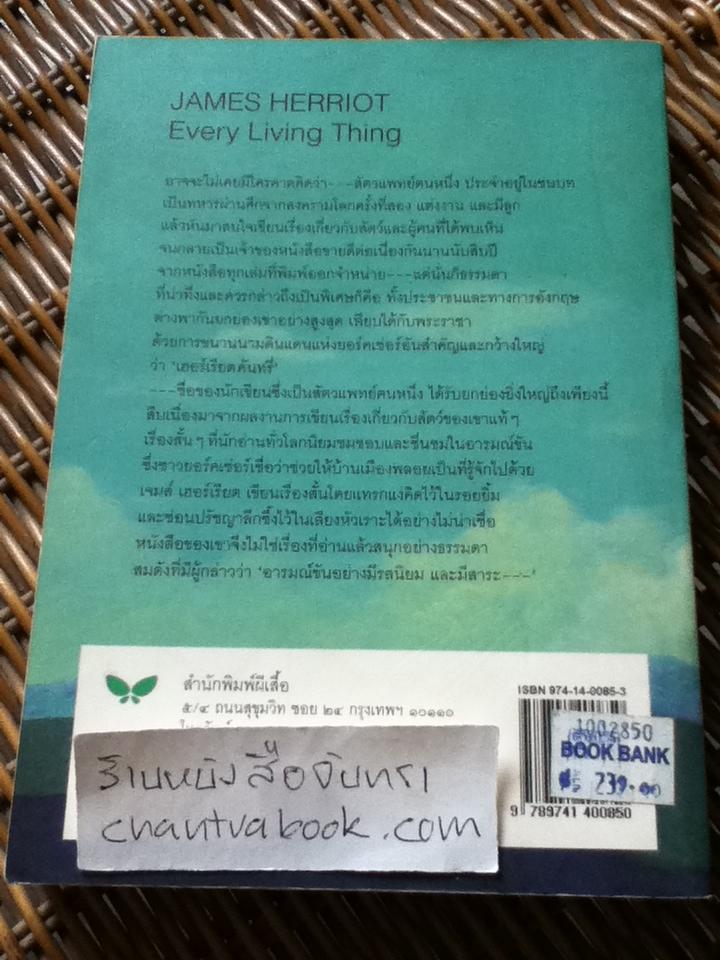 JAMES HERRIOT
Every Living Thing
อาจจะไม่เคยมีใครคาดคิดว่า---สัตวแพทย์คนหนึ่ง ประจำอยู่ในชนบท
เป็นทหารผ่านศึกจากสงครามโลกครั้งที่สอง แต่งงาน และมีลูก
แล้วหันมาสนใจเขียนเรื่องเกี่ยวกับสัตว์และผู้คนที่ได้พบเห็น
จนกลายเป็นเจ้าของหนังสือขายดีต่อเนื่องกันนานนับสิบปี
จากหนังสือทุกเล่มที่พิมพ์ออกจำหน่าย---แต่นั่นก็ธรรมดา
ที่น่าทึ่งและควรกล่าวถึงเป็นพิเศษก็คือ ทั้งประชาชนและทางการอังกฤษ
ต่างพากันยกย่องเขาอย่างสูงสุด เทียบได้กับพระราชา
ด้วยการขนานนามดินแดนแห่งยอร์คเชอร์อันสำคัญและกว้างใหญ่
ว่า 'เฮอร์เรียตคันทรี่'
---ชื่อของนักเขียนซึ่งเป็นสัตวแพทย์คนหนึ่ง ได้รับยกย่องยิ่งใหญ่ถึงเพียงนี้
สืบเนื่องมาจากผลงานการเขียนเรื่องเกี่ยวกับสัตว์ของเขาแท้ๆ
เรื่องสั้นๆ ที่นักอ่านทั่วโลกนิยมชมชอบและชื่นชมในอารมณ์ขัน
ซึ่งชาวยอร์คเชอร์เชื่อว่าช่วยให้บ้านเมืองพลอยเป็นที่รู้จักไปด้วย
เจมส์ เฮอร์เรียต เขียนเรื่องสั้นโดยแทรกแง่คิดไว้ในรอยยิ้ม
และซ่อนปรัชญาลึกซึ้งไว้ในเสียงหัวเราะได้อย่างไม่น่าเชื่อ
หนังสือของเขาจึงไม่ใช่เรื่องที่อ่านแล้วสนุกอย่างธรรมดา
สมดังที่มีผู้กล่าวว่า 'อารมณ์ขันอย่างมีรสนิยม และมีสาระ---'
สำนักพิมพ์ผีเสื้อ
๕/๔ ถนนสุขุมวิท ซอย ๒๔ กรุงเทพฯ ๑๐๑๑๐
ISBN 974-14-0085-3
1002850
BOOK BANK
239.00
9 789741 400850
ร้านหนังสือจันทรา
chantrabook.com